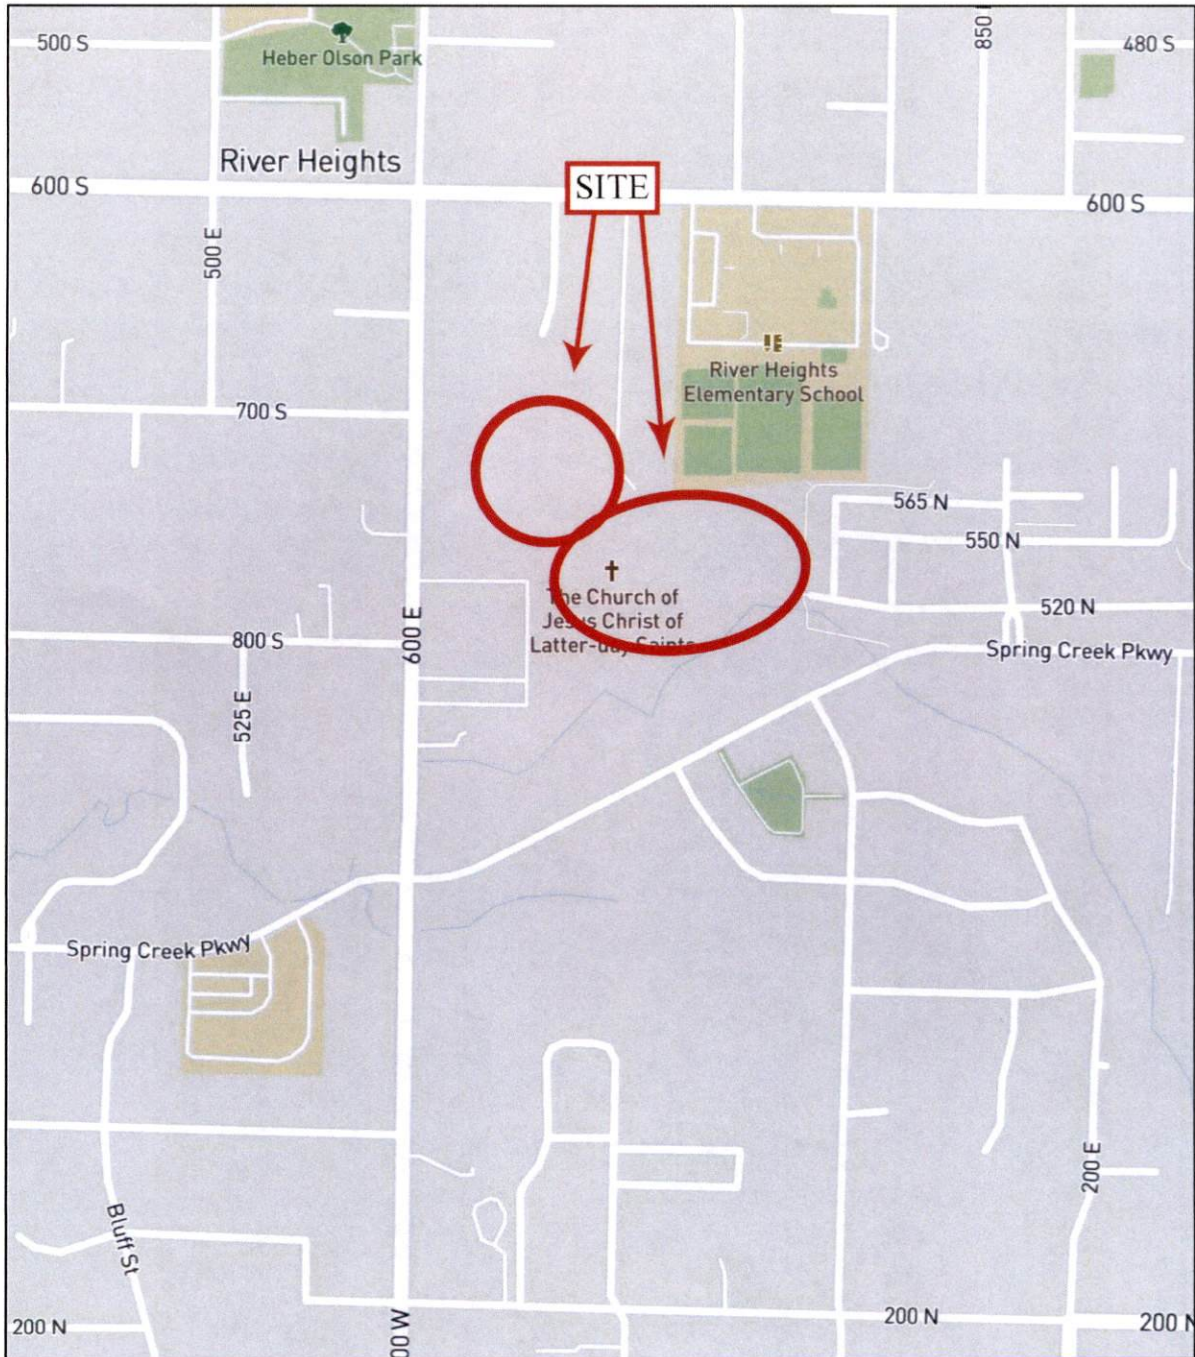 500 S
Heber Olson Park
850
480 S
River Heights
600 S
SITE
600 S
500 E
River Heights
Elementary School
700 S
565 N
550 N
The Church of
Jesus Christ of
Latter-day Saints
520 N
800 S
600 E
Spring Creek Pkwy
525 E
Spring Creek Pkwy
200 E
Bluff St
200 N
00 W
200 N
200 N